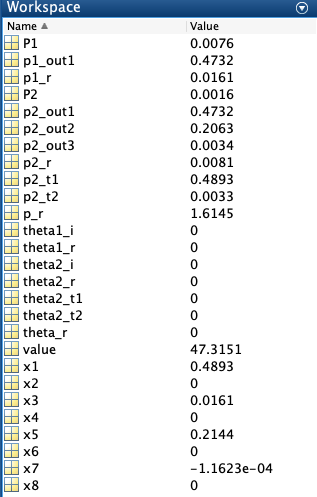 Workspace
Name Value
P1 0.0076
p1_out1 0.4732
p1_r 0.0161
P2 0.0016
p2_out1 0.4732
p2_out2 0.2063
p2_out3 0.0034
p2_r 0.0081
p2_t1 0.4893
p2_t2 0.0033
p_r 1.6145
theta1_i 0
theta1_r 0
theta2_i 0
theta2_r 0
theta2_t1 0
theta2_t2 0
theta_r 0
value 47.3151
x1 0.4893
x2 0
x3 0.0161
x4 0
x5 0.2144
x6 0
x7 -1.1623e-04
x8 0